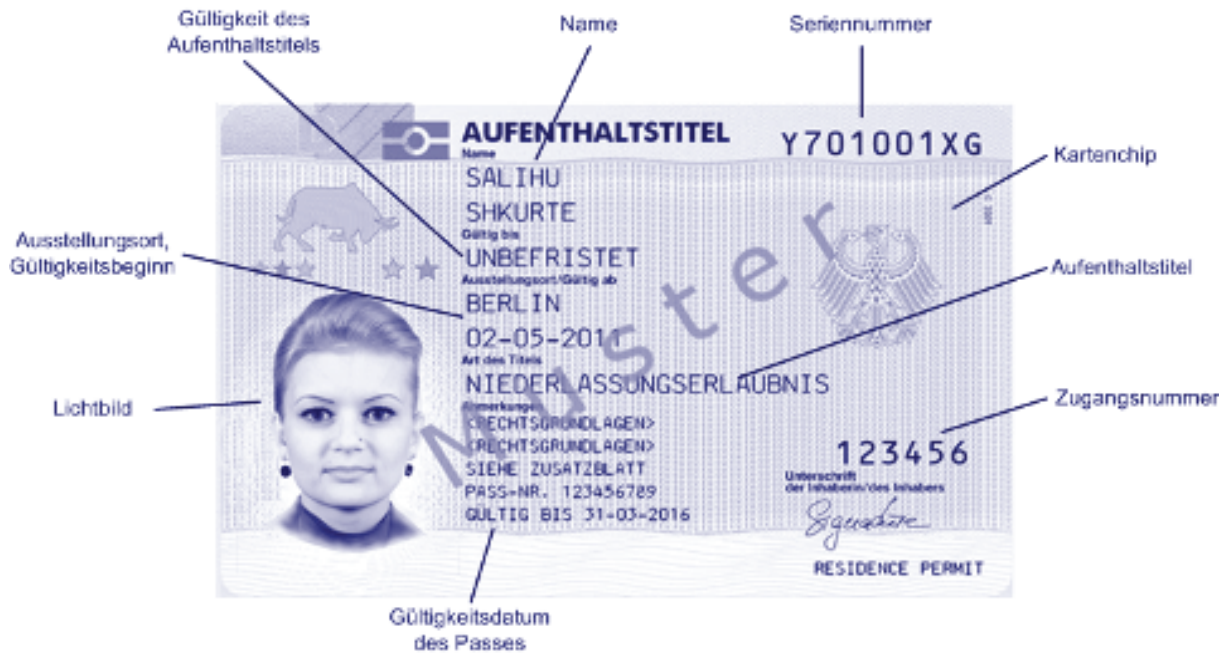 Gültigkeit des
Aufenthaltstitels
Name
Seriennummer
AUFENTHALTSTITEL
Y701001XG
Name
SALIHU
SHKURTE
Gültig bis
UNBEFRISTET
Ausstellungsort/Gültig ab
BERLIN
02-05-2011
Art des Titels
NIEDERLASSUNGSERLAUBNIS
Anmerkungen
<RECHTSGRUNDLAGEN>
<RECHTSGRUNDLAGEN>
SIEHE ZUSATZBLATT
PASS-NR. 123456789
GÜLTIG BIS 31-03-2016
Muster
123456
Unterschrift
der Inhaberin/des Inhabers
Signature
RESIDENCE PERMIT
Kartenchip
Aufenthaltstitel
Zugangsnummer
Ausstellungsort,
Gültigkeitsbeginn
Lichtbild
Gültigkeitsdatum
des Passes